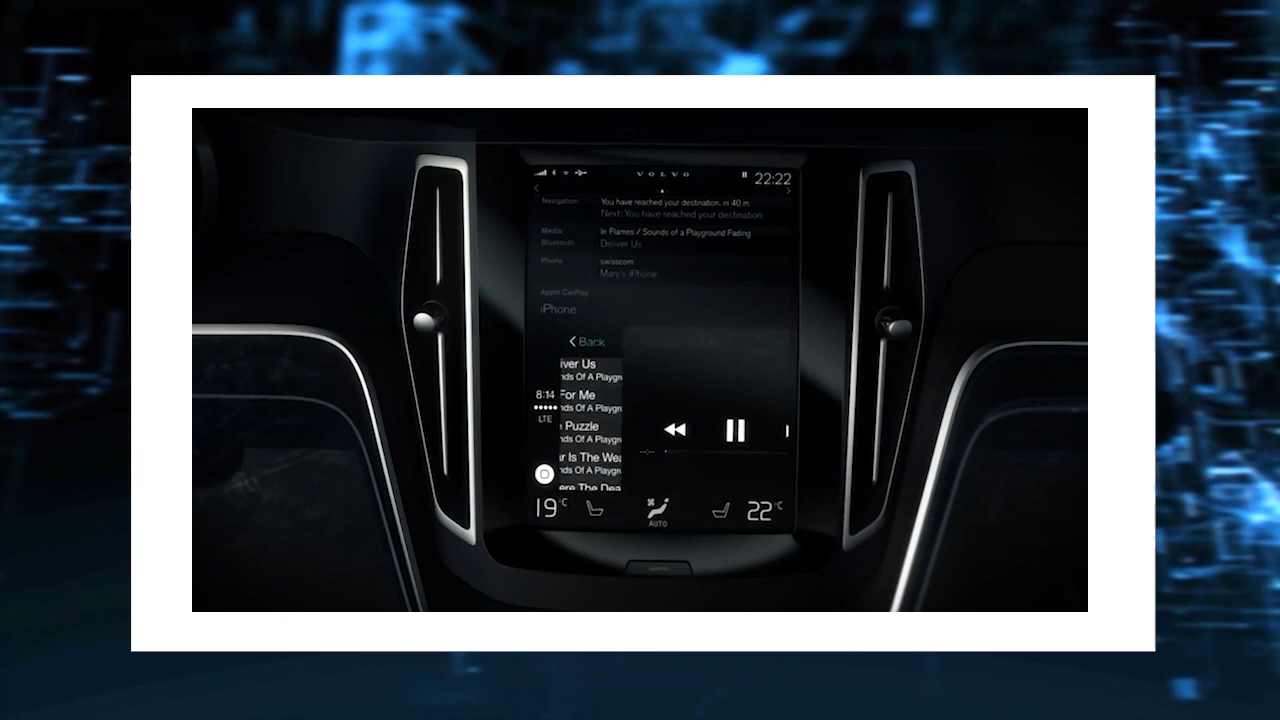 VOLVO
22:22
Navigation
You have reached your destination. in 40 m
Next: You have reached your destination
Media
In Flames / Sounds of a Playground Fading
Bluetooth
Deliver Us
Phone
swisscom
Mary's iPhone
Apple CarPlay
iPhone
Back
iver Us
nds Of A Playgr
8:14
For Me
nds Of A Playgr
LTE
Puzzle
nds Of A Playgr
r Is The Wea
nds Of A Playgr
ere The Dea
19°C
AUTO
22°C